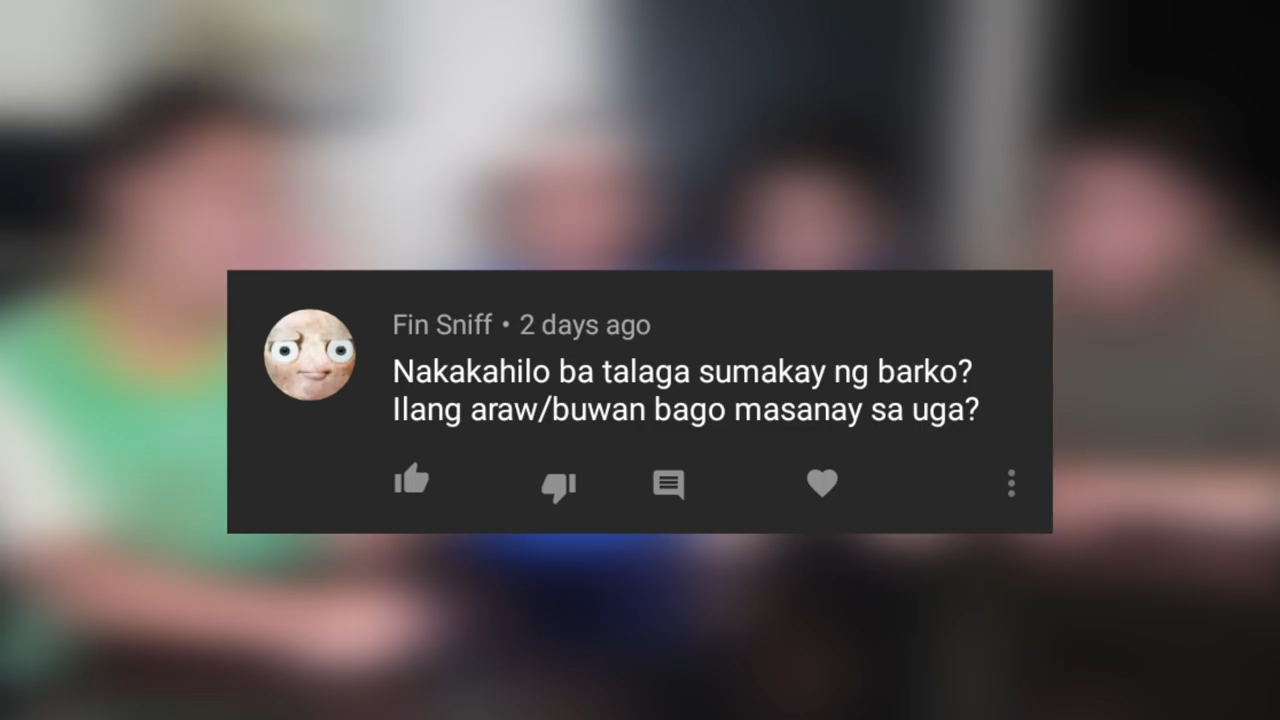 Fin Sniff • 2 days ago
Nakakahilo ba talaga sumakay ng barko?
Ilang araw/buwan bago masanay sa uga?